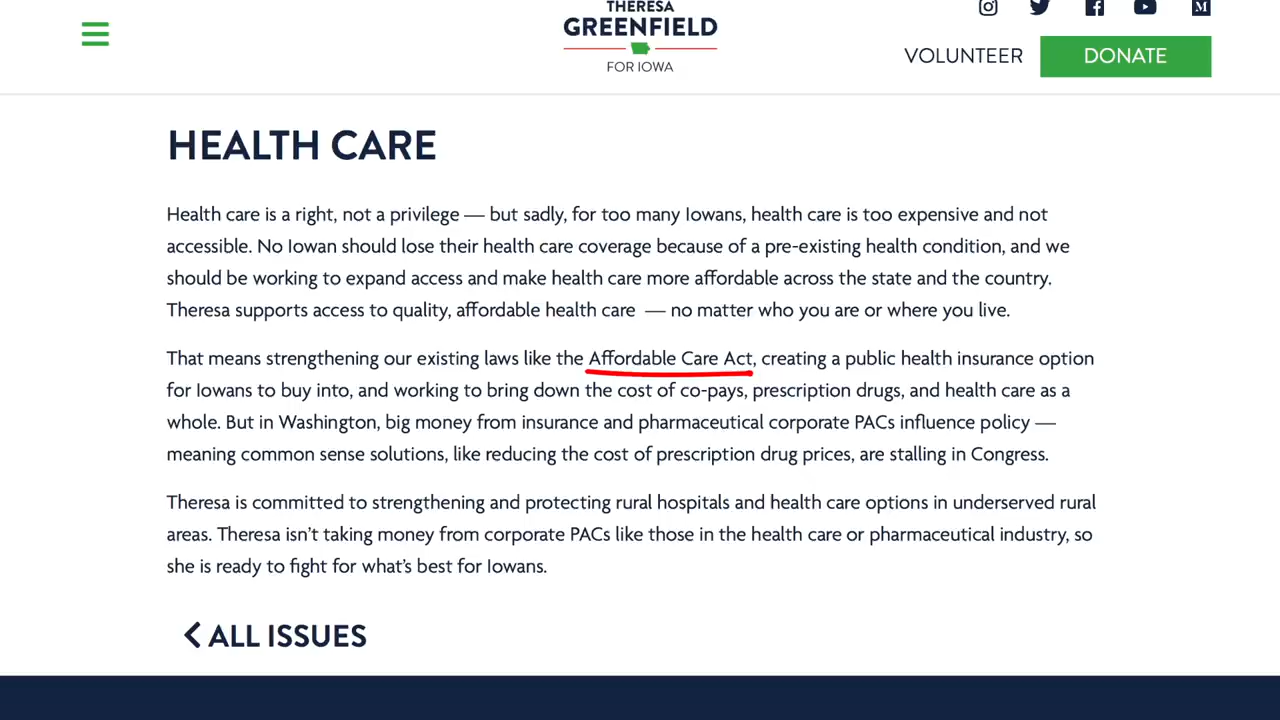 THERESA
GREENFIELD
FOR IOWA
VOLUNTEER
DONATE
HEALTH CARE
Health care is a right, not a privilege — but sadly, for too many Iowans, health care is too expensive and not
accessible. No Iowan should lose their health care coverage because of a pre-existing health condition, and we
should be working to expand access and make health care more affordable across the state and the country.
Theresa supports access to quality, affordable health care — no matter who you are or where you live.
That means strengthening our existing laws like the Affordable Care Act, creating a public health insurance option
for Iowans to buy into, and working to bring down the cost of co-pays, prescription drugs, and health care as a
whole. But in Washington, big money from insurance and pharmaceutical corporate PACs influence policy —
meaning common sense solutions, like reducing the cost of prescription drug prices, are stalling in Congress.
Theresa is committed to strengthening and protecting rural hospitals and health care options in underserved rural
areas. Theresa isn’t taking money from corporate PACs like those in the health care or pharmaceutical industry, so
she is ready to fight for what’s best for Iowans.
ALL ISSUES